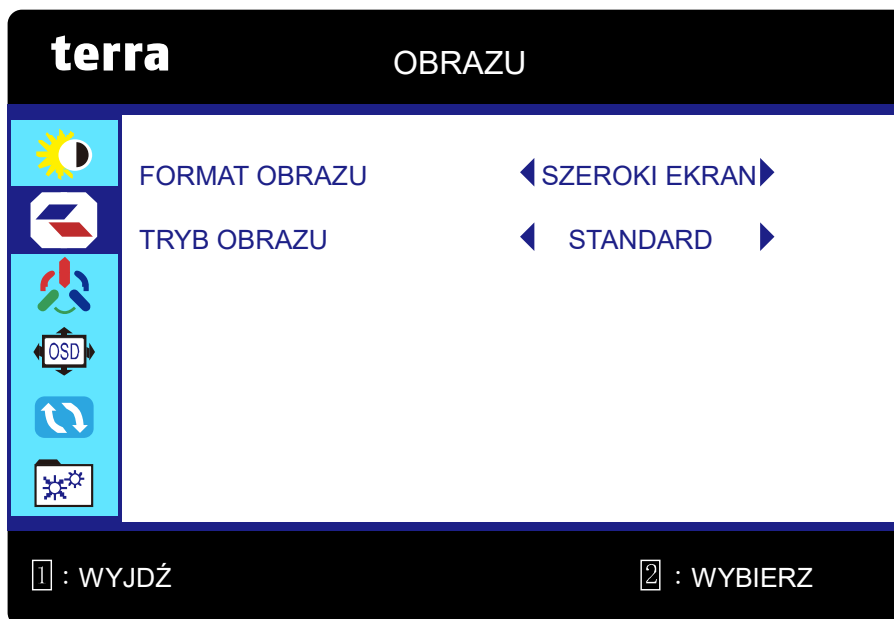 terra
OBRAZU
FORMAT OBRAZU SZEROKI EKRAN
TRYB OBRAZU STANDARD
OSD
1 : WYJDŹ
2 : WYBIERZ